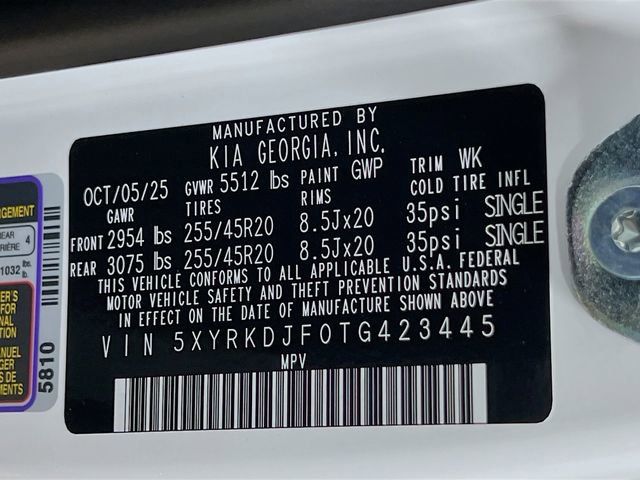 MANUFACTURED BY
KIA GEORGIA, INC.
OCT/05/25 GVWR 5512 lbs PAINT GWP TRIM WK
GAWR TIRES RIMS COLD TIRE INFL
FRONT 2954 lbs 255/45R20 8.5Jx20 35psi SINGLE
REAR 3075 lbs 255/45R20 8.5Jx20 35psi SINGLE
THIS VEHICLE CONFORMS TO ALL APPLICABLE U.S.A. FEDERAL
MOTOR VEHICLE SAFETY AND THEFT PREVENTION STANDARDS
IN EFFECT ON THE DATE OF MANUFACTURE SHOWN ABOVE
VIN 5XYRKDJF0TG423445
MPV
4
1032 lbs.
5810